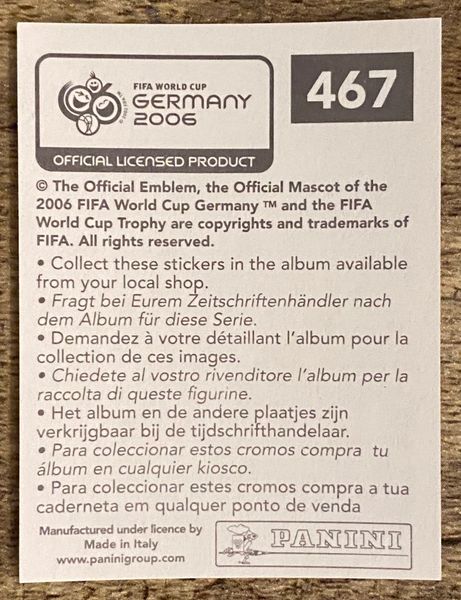 FIFA WORLD CUP
GERMANY
2006
467
OFFICIAL LICENSED PRODUCT
© The Official Emblem, the Official Mascot of the
2006 FIFA World Cup Germany ™ and the FIFA
World Cup Trophy are copyrights and trademarks of
FIFA. All rights reserved.
• Collect these stickers in the album available
from your local shop.
• Fragt bei Eurem Zeitschriftenhändler nach
dem Album für diese Serie.
• Demandez à votre détaillant l'album pour la
collection de ces images.
• Chiedete al vostro rivenditore l'album per la
raccolta di queste figurine.
• Het album en de andere plaatjes zijn
verkrijgbaar bij de tijdschrifthandelaar.
• Para coleccionar estos cromos compra tu
álbum en cualquier kiosco.
• Para coleccionar estes cromos compra a tua
caderneta em qualquer ponto de venda
Manufactured under licence by
Made in Italy
www.paninigroup.com
PANINI